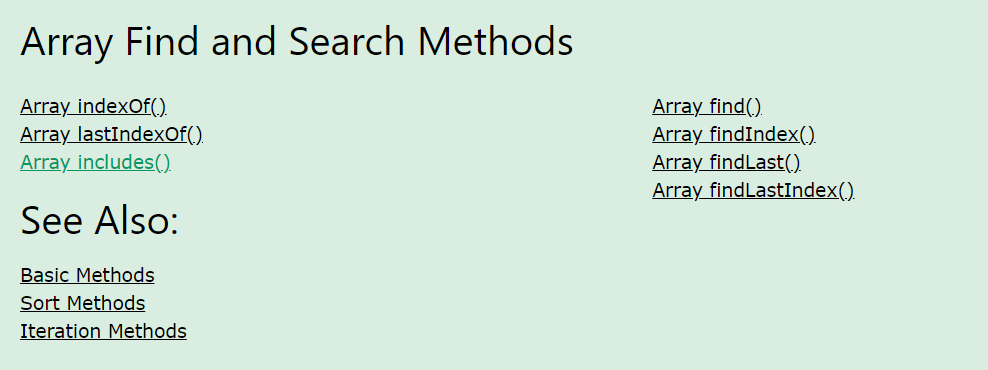 Array Find and Search Methods
Array indexOf()
Array lastIndexOf()
Array includes()
Array find()
Array findIndex()
Array findLast()
Array findLastIndex()
See Also:
Basic Methods
Sort Methods
Iteration Methods